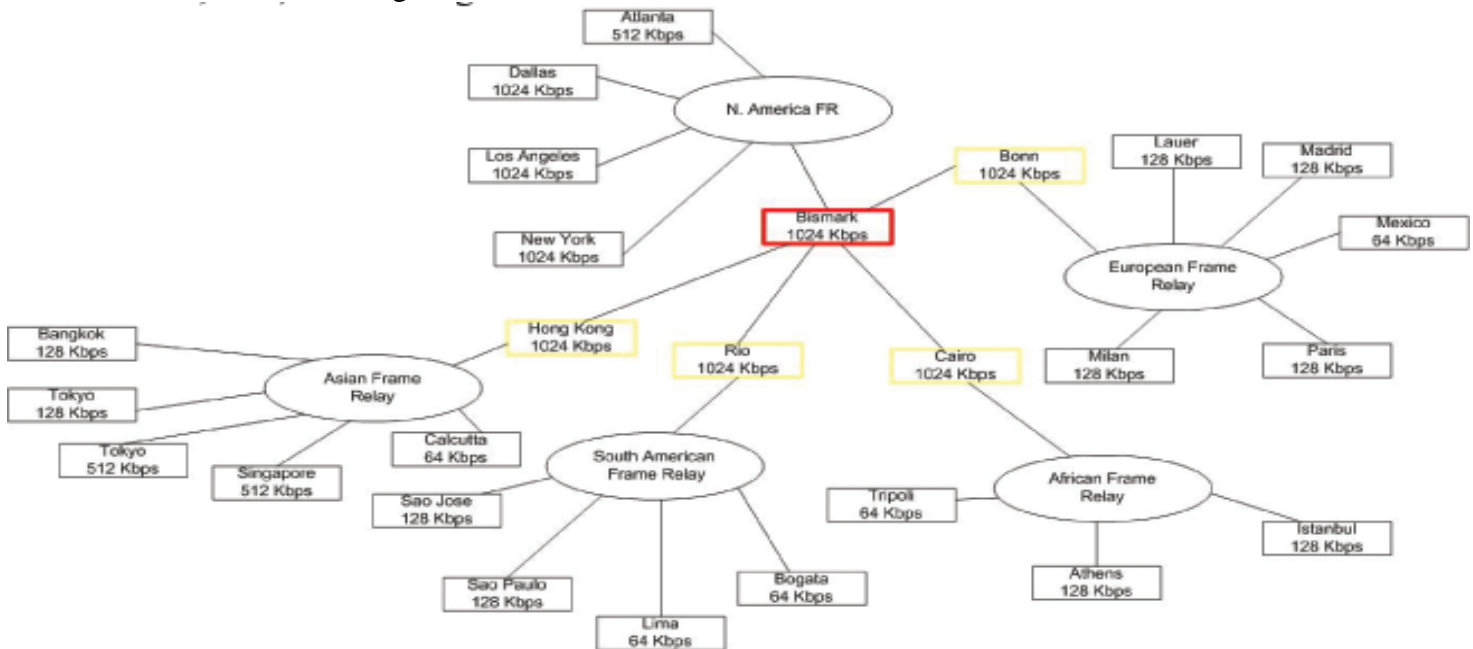 Atlanta
512 Kbps
Dallas
1024 Kbps
N. America FR
Los Angeles
1024 Kbps
New York
1024 Kbps
Bismark
1024 Kbps
Bonn
1024 Kbps
Lauer
128 Kbps
Madrid
128 Kbps
Mexico
64 Kbps
European Frame
Relay
Milan
128 Kbps
Paris
128 Kbps
Hong Kong
1024 Kbps
Rio
1024 Kbps
Cairo
1024 Kbps
Bangkok
128 Kbps
Tokyo
128 Kbps
Tokyo
512 Kbps
Singapore
512 Kbps
Calcutta
64 Kbps
Asian Frame
Relay
South American
Frame Relay
Sao Jose
128 Kbps
Sao Paulo
128 Kbps
Lima
64 Kbps
Bogata
64 Kbps
African Frame
Relay
Tripoli
64 Kbps
Athens
128 Kbps
Istanbul
128 Kbps